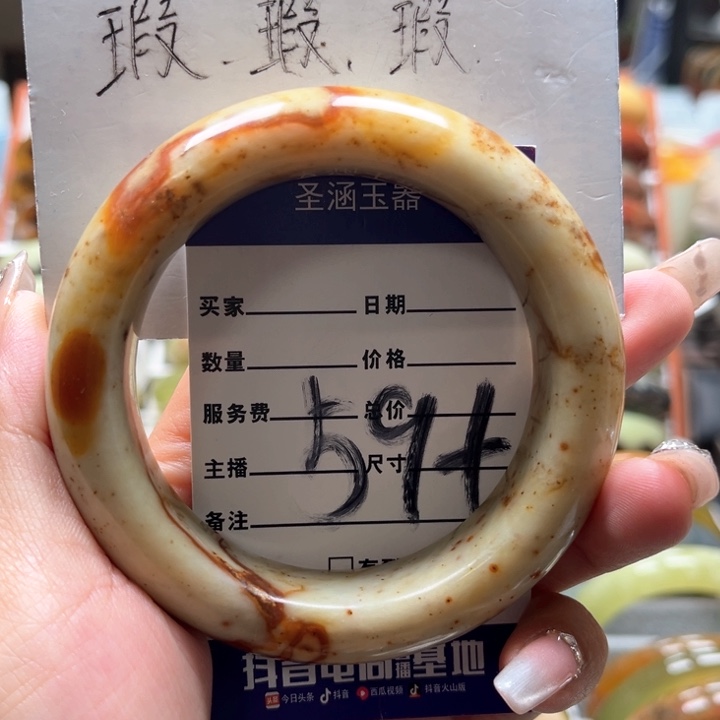 瑕.瑕.瑕.
圣涵玉器
买家 日期
数量 价格
服务费 总价
594
主播 尺寸
备注
抖音电商直播基地
今日头条 抖音 西瓜视频 抖音火山版